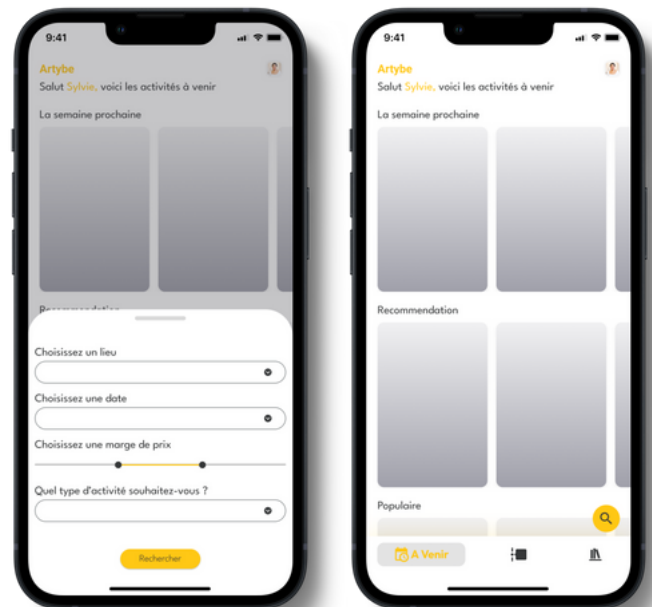 9:41
Artybe
Salut Sylvie, voici les activités à venir
La semaine prochaine
Recommendation
Choisissez un lieu
Choisissez une date
Choisissez une marge de prix
Quel type d'activité souhaitez-vous ?
Rechercher
9:41
Artybe
Salut Sylvie, voici les activités à venir
La semaine prochaine
Recommendation
Populaire
A Venir